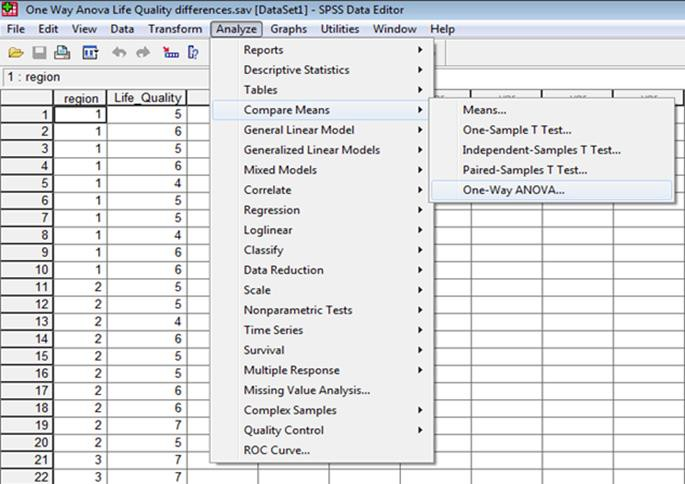 One Way Anova Life Quality differences.sav [DataSet1] - SPSS Data Editor
File Edit View Data Transform Analyze Graphs Utilities Window Help
1 : region
region Life_Quality
1 1 5
2 1 6
3 1 5
4 1 6
5 1 4
6 1 5
7 1 5
8 1 4
9 1 6
10 1 6
11 2 5
12 2 5
13 2 4
14 2 6
15 2 5
16 2 5
17 2 6
18 2 6
19 2 7
20 2 5
21 3 7
22 3 7
Reports
Descriptive Statistics
Tables
Compare Means
General Linear Model
Generalized Linear Models
Mixed Models
Correlate
Regression
Loglinear
Classify
Data Reduction
Scale
Nonparametric Tests
Time Series
Survival
Multiple Response
Missing Value Analysis...
Complex Samples
Quality Control
ROC Curve...
Means...
One-Sample T Test...
Independent-Samples T Test...
Paired-Samples T Test...
One-Way ANOVA...